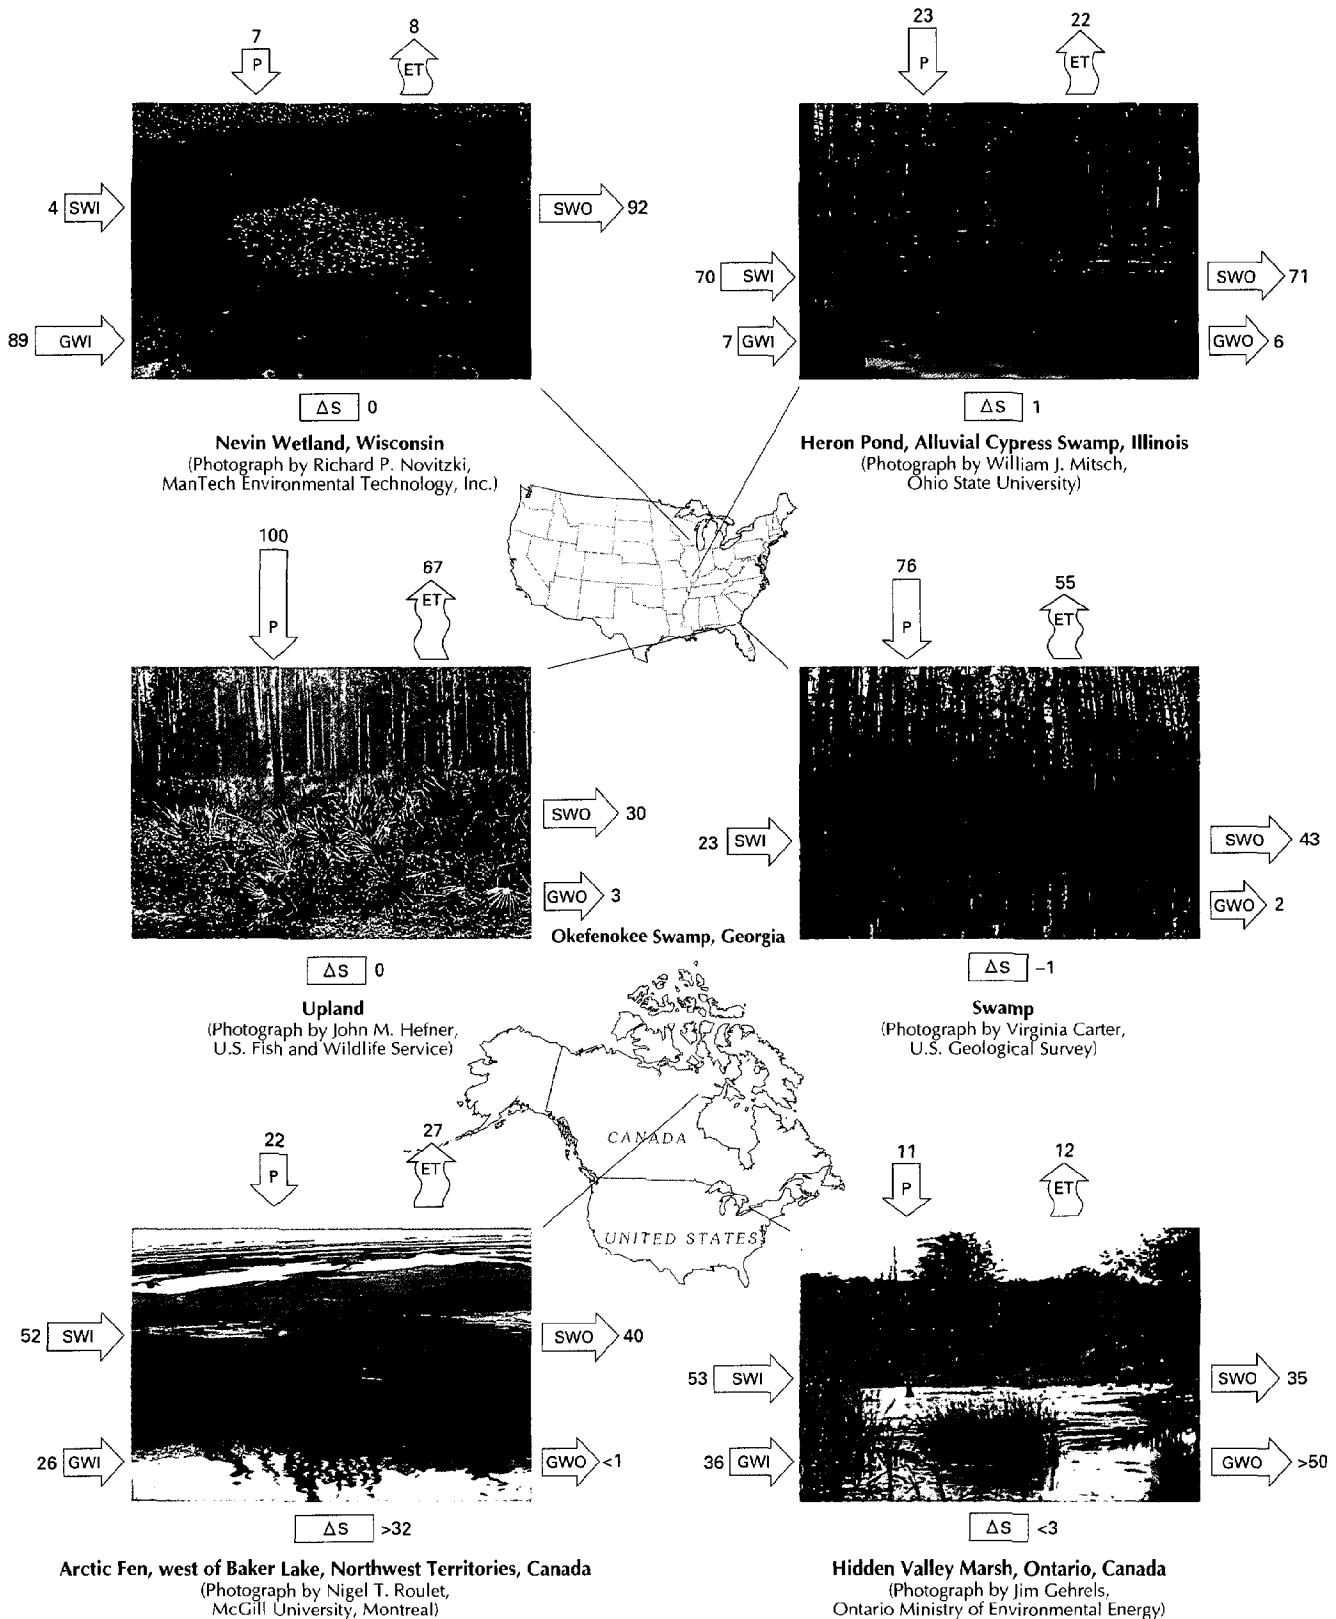 7
P
8
ET
4 SWI
SWO 92
89 GWI
ΔS 0
Nevin Wetland, Wisconsin
(Photograph by Richard P. Novitzki,
ManTech Environmental Technology, Inc.)
23
P
22
ET
70 SWI
SWO 71
7 GWI
GWO 6
ΔS 1
Heron Pond, Alluvial Cypress Swamp, Illinois
(Photograph by William J. Mitsch,
Ohio State University)
100
P
67
ET
SWO 30
GWO 3
ΔS 0
Upland
(Photograph by John M. Hefner,
U.S. Fish and Wildlife Service)
Okefenokee Swamp, Georgia
76
P
55
ET
23 SWI
SWO 43
GWO 2
ΔS –1
Swamp
(Photograph by Virginia Carter,
U.S. Geological Survey)
CANADA
UNITED STATES
22
P
27
ET
52 SWI
SWO 40
26 GWI
GWO <1
ΔS >32
Arctic Fen, west of Baker Lake, Northwest Territories, Canada
(Photograph by Nigel T. Roulet,
McGill University, Montreal)
11
P
12
ET
53 SWI
SWO 35
36 GWI
GWO >50
ΔS <3
Hidden Valley Marsh, Ontario, Canada
(Photograph by Jim Gehrels,
Ontario Ministry of Environmental Energy)